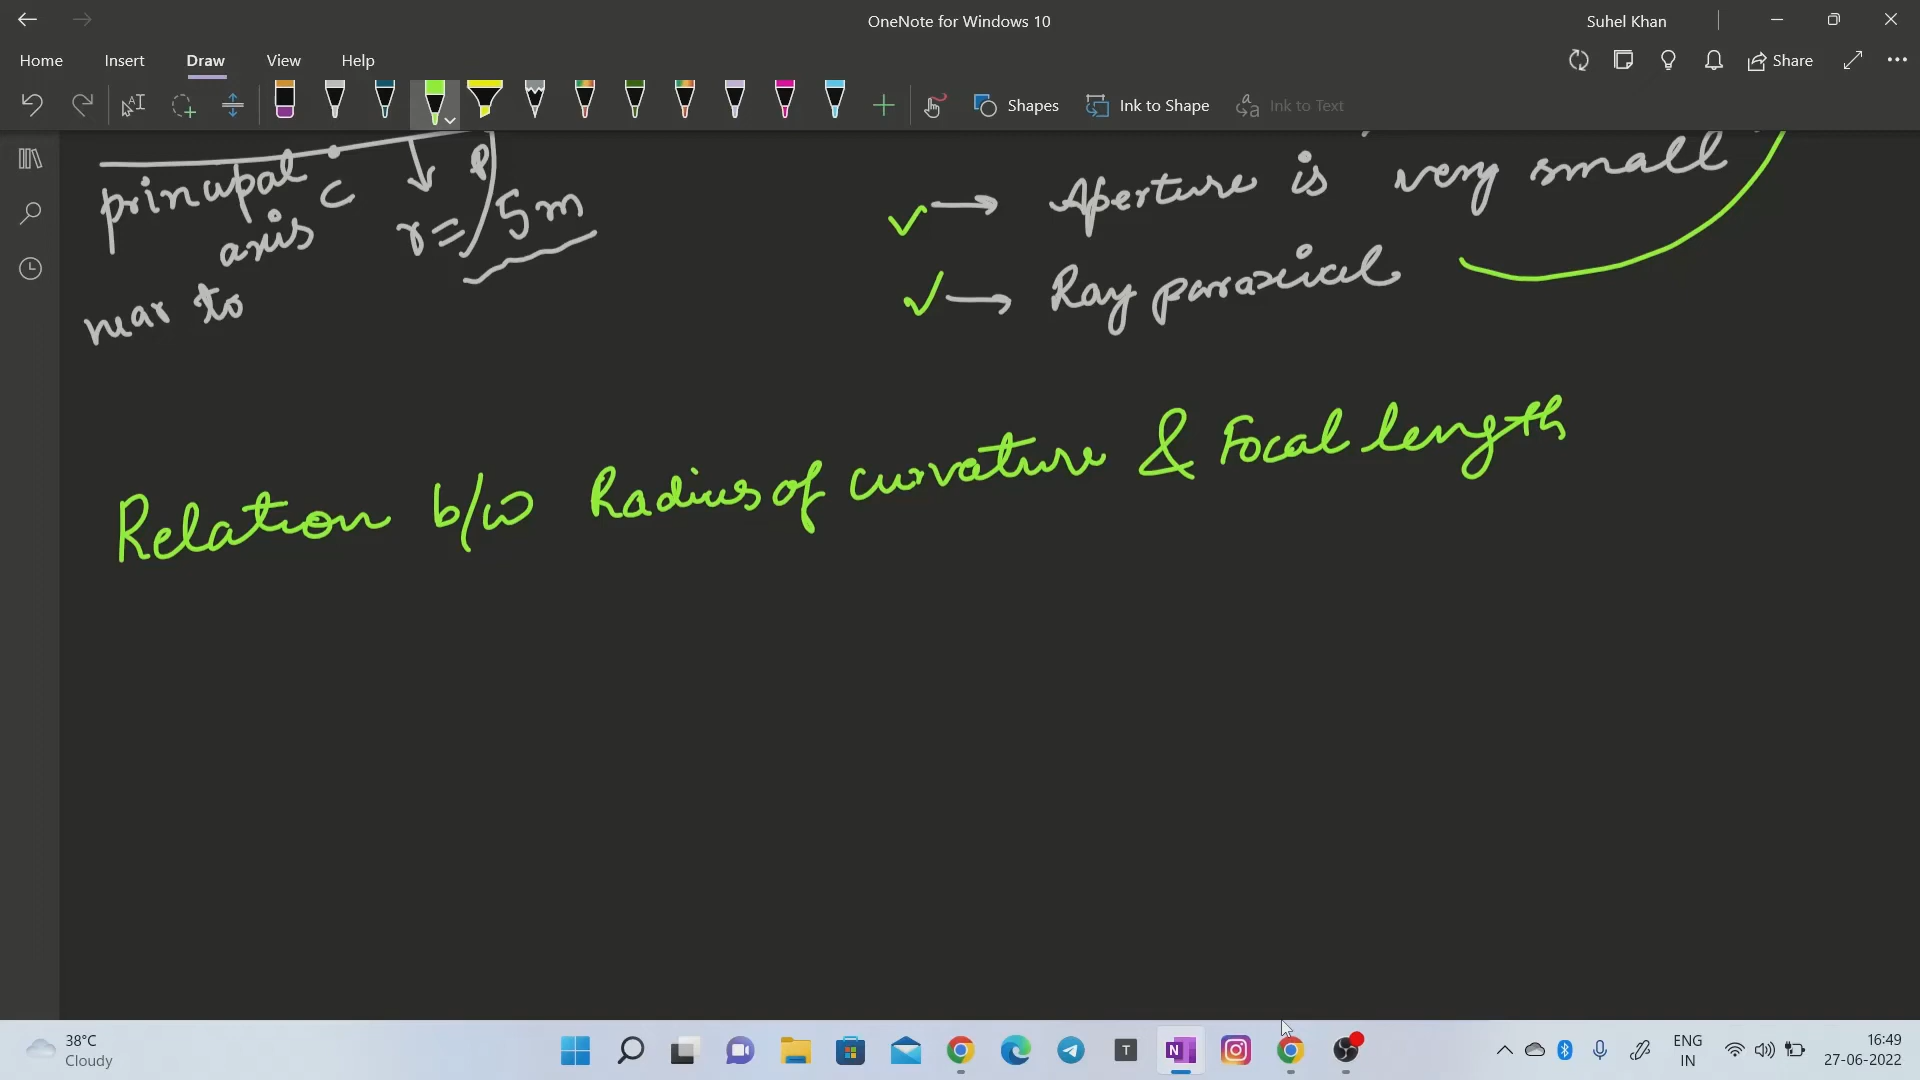 OneNote for Windows 10
Suhel Khan
Home Insert Draw View Help
Share
Shapes Ink to Shape Ink to Text
prinupal
axis
c
P
r = 5m
near to
→ Aperture is very small
→ Ray paraxial
Relation b/w Radius of curvature & Focal length
38°C
Cloudy
ENG
IN
16:49
27-06-2022